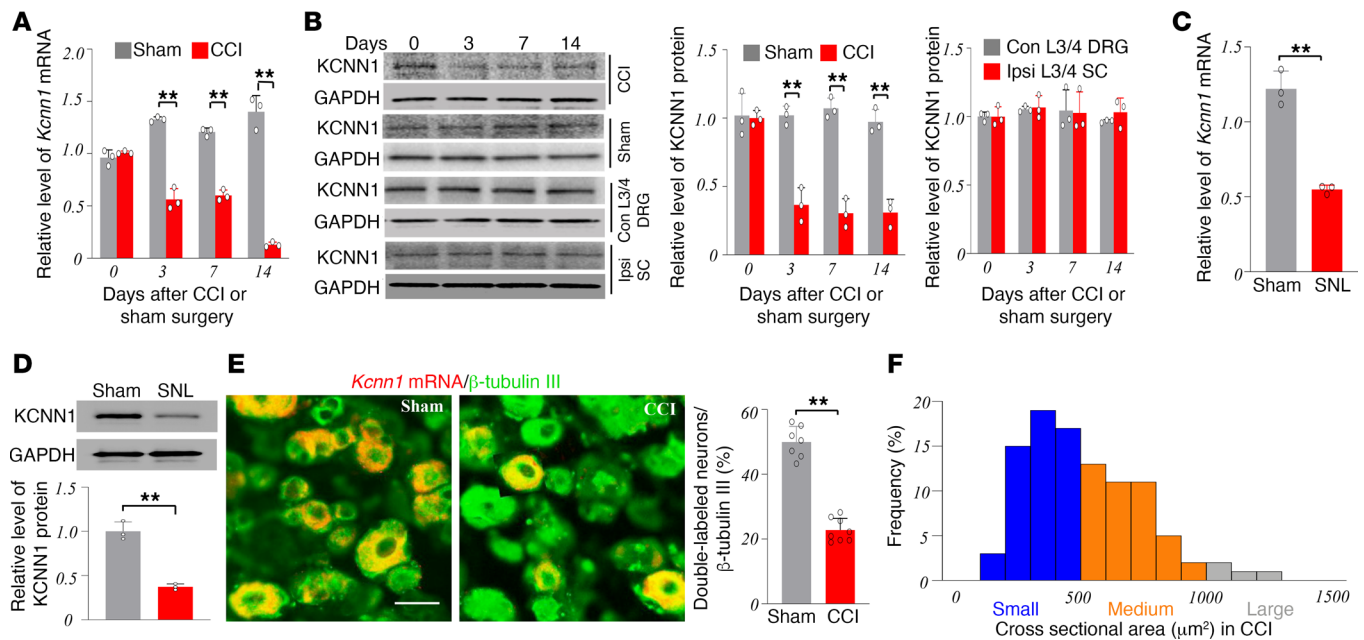 A
Relative level of Kcnn1 mRNA
2.0
1.5
1.0
0.5
0
Sham CCI
** ** **
0 3 7 14
Days after CCI or
sham surgery
B
Days 0 3 7 14
KCNN1
GAPDH
CCI
KCNN1
GAPDH
Sham
KCNN1
GAPDH
Con L3/4
DRG
KCNN1
GAPDH
Ipsi
SC
Relative level of KCNN1 protein
1.5
1.0
0.5
0
Sham CCI
** ** **
0 3 7 14
Days after CCI or
sham surgery
Relative level of KCNN1 protein
1.5
1.0
0.5
0
Con L3/4 DRG
Ipsi L3/4 SC
0 3 7 14
Days after CCI or
sham surgery
C
Relative level of Kcnn1 mRNA
1.5
1.0
0.5
1.5
0
**
Sham SNL
D
Sham SNL
KCNN1
GAPDH
Relative level of
KCNN1 protein
1.5
1.0
0.5
0
**
E
Kcnn1 mRNA/β-tubulin III
Sham
CCI
Double-labeled neurons/
β-tubulin III (%)
60
40
20
0
**
Sham CCI
F
Frequency (%)
20
15
10
5
0
0 500 1000 1500
Small Medium Large
Cross sectional area (μm²) in CCI